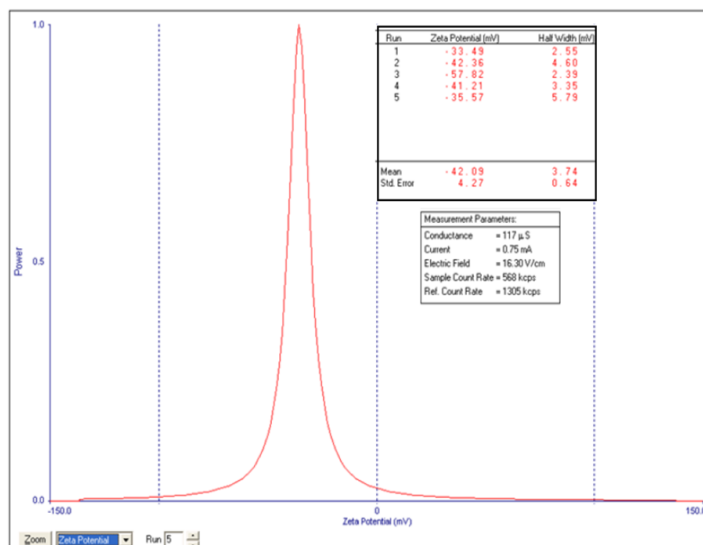 1.0
Run Zeta Potential (mV) Half Width (mV)
1 -33.49 2.55
2 -42.36 4.60
3 -57.82 2.39
4 -41.21 3.35
5 -35.57 5.79
Mean -42.09 3.74
Std. Error 4.27 0.64
Measurement Parameters:
Conductance = 117 µS
Current = 0.75 mA
Electric Field = 16.30 V/cm
Sample Count Rate = 568 kcps
Ref. Count Rate = 1305 kcps
Power
0.5
0.0
-150.0 0 150.0
Zeta Potential (mV)
Zoom Zeta Potential Run 5